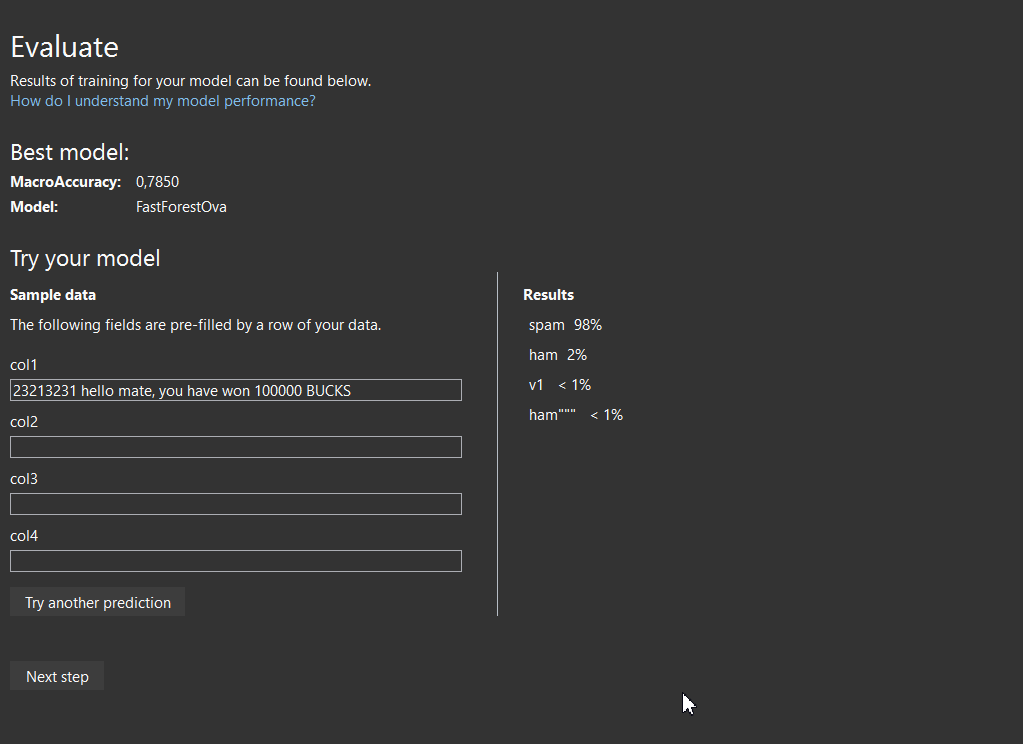 Evaluate
Results of training for your model can be found below.
How do I understand my model performance?
Best model:
MacroAccuracy: 0,7850
Model: FastForestOva
Try your model
Sample data
The following fields are pre-filled by a row of your data.
col1
23213231 hello mate, you have won 100000 BUCKS
col2
col3
col4
Try another prediction
Results
spam 98%
ham 2%
v1 < 1%
ham""" < 1%
Next step